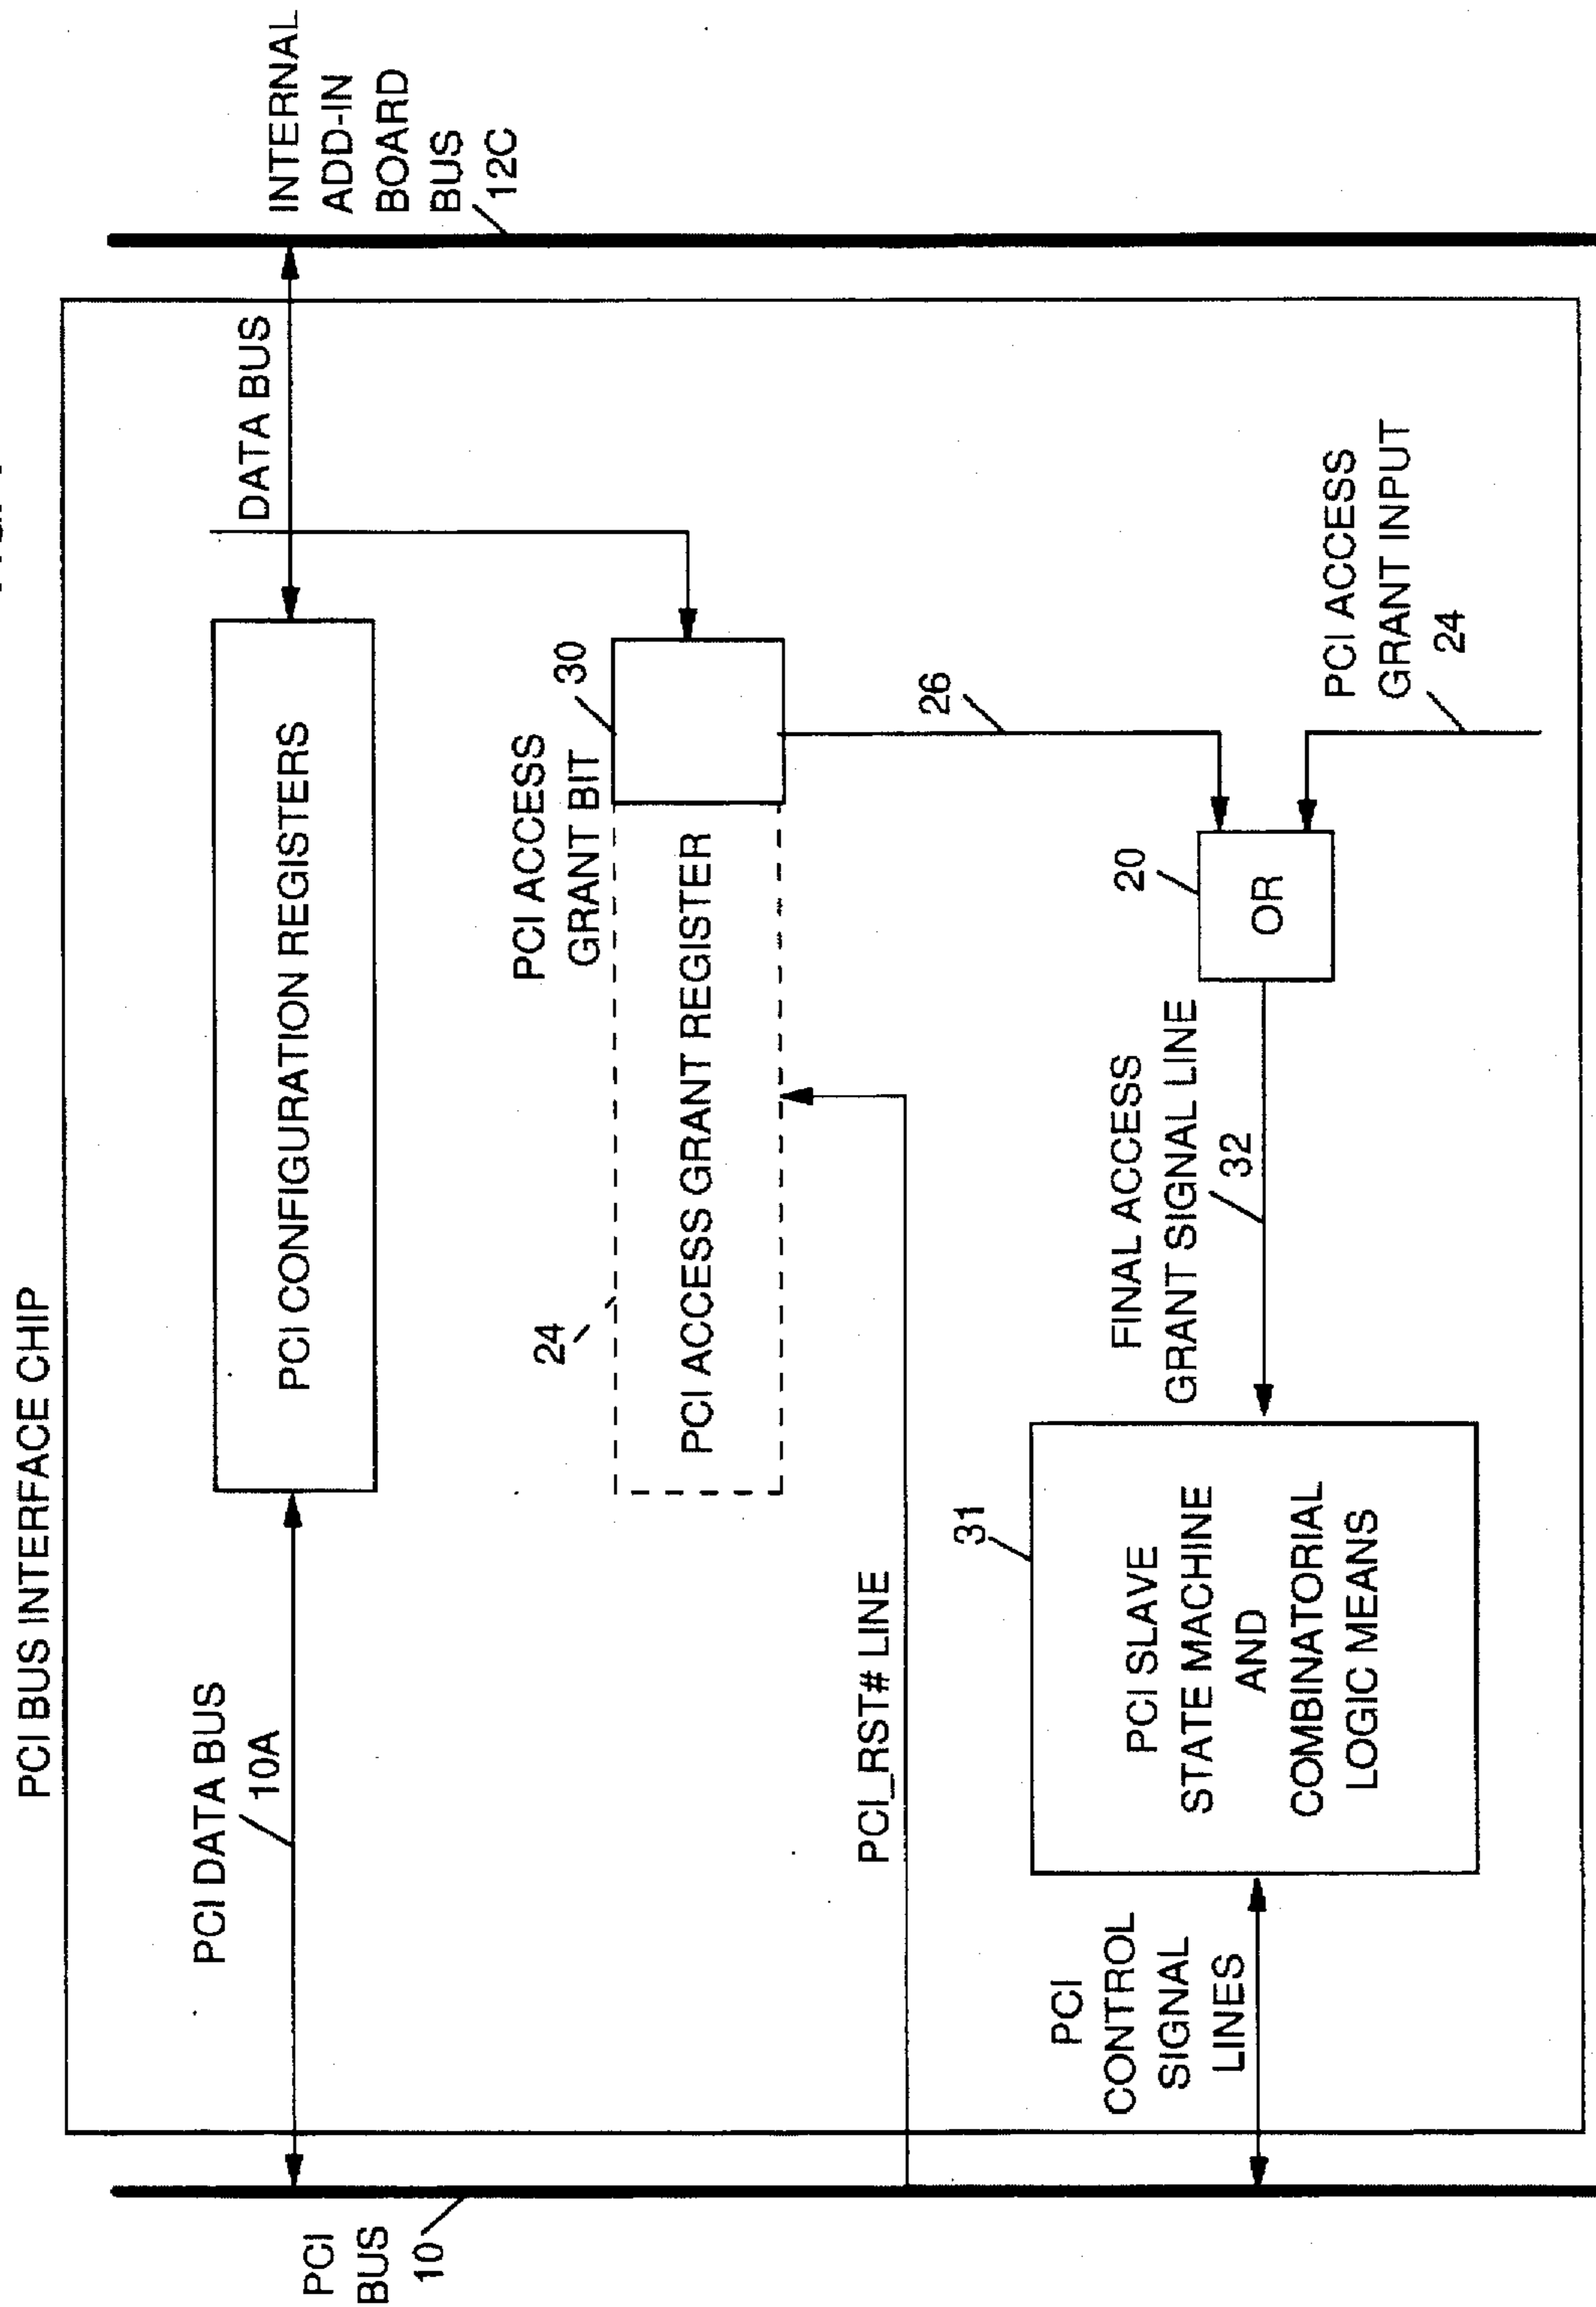 PCI BUS INTERFACE CHIP
PCI
BUS
10
PCI DATA BUS
10A
PCI CONFIGURATION REGISTERS
DATA BUS
INTERNAL
ADD-IN
BOARD
BUS
12C
24
PCI ACCESS GRANT REGISTER
PCI ACCESS
GRANT BIT
30
PCI_RST# LINE
26
PCI
CONTROL
SIGNAL
LINES
31
PCI SLAVE
STATE MACHINE
AND
COMBINATORIAL
LOGIC MEANS
FINAL ACCESS
GRANT SIGNAL LINE
32
20
OR
PCI ACCESS
GRANT INPUT
24